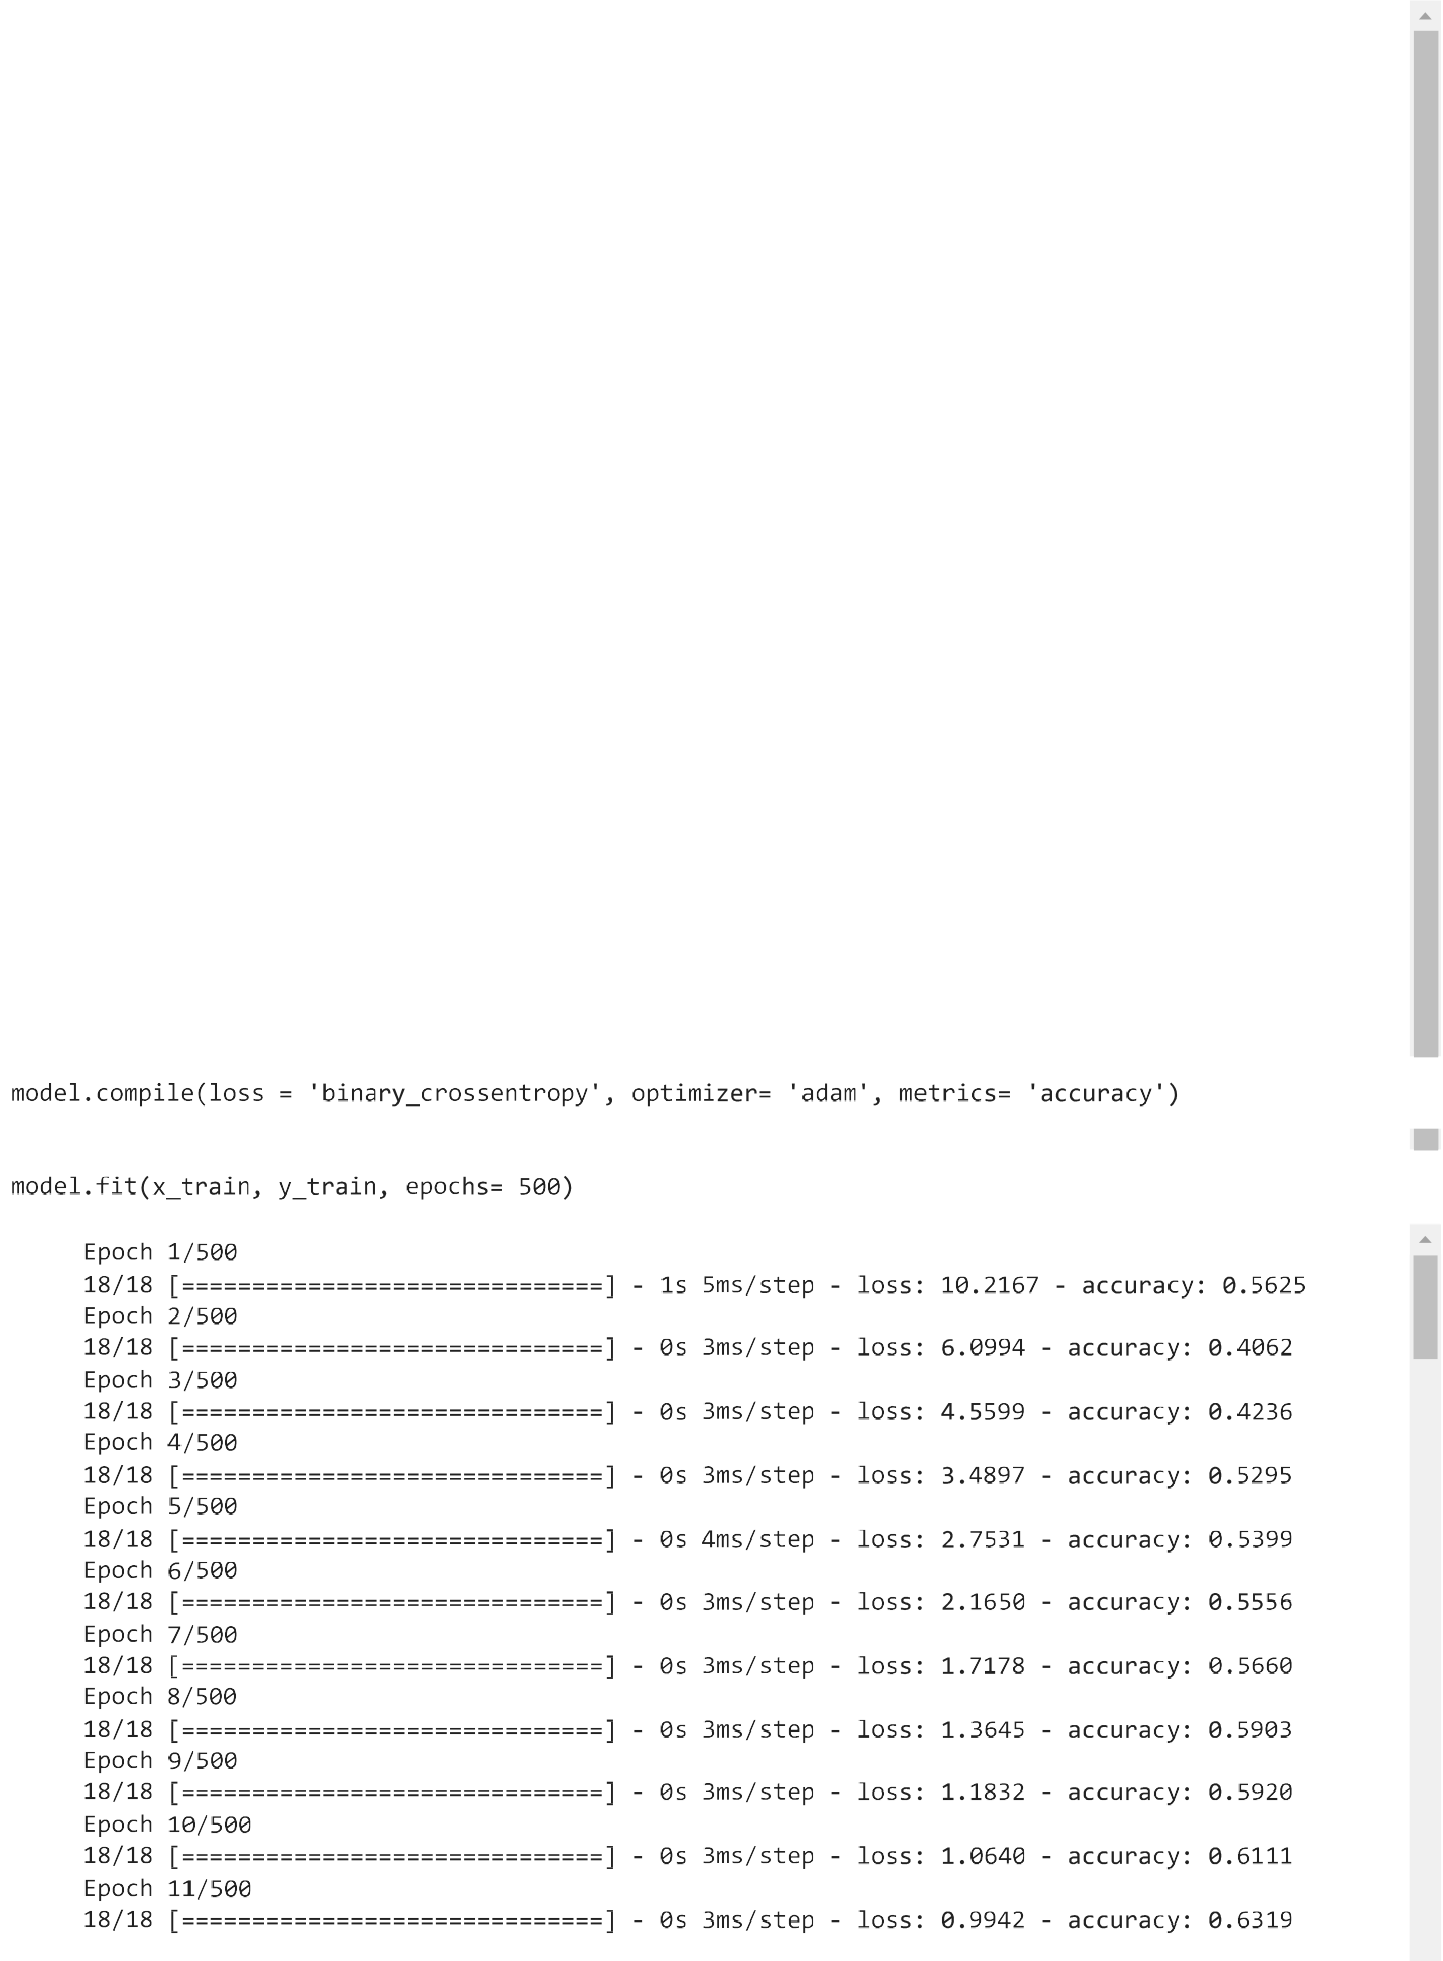 model.compile(loss = 'binary_crossentropy', optimizer= 'adam', metrics= 'accuracy')
model.fit(x_train, y_train, epochs= 500)
Epoch 1/500
18/18 [==============================] - 1s 5ms/step - loss: 10.2167 - accuracy: 0.5625
Epoch 2/500
18/18 [==============================] - 0s 3ms/step - loss: 6.0994 - accuracy: 0.4062
Epoch 3/500
18/18 [==============================] - 0s 3ms/step - loss: 4.5599 - accuracy: 0.4236
Epoch 4/500
18/18 [==============================] - 0s 3ms/step - loss: 3.4897 - accuracy: 0.5295
Epoch 5/500
18/18 [==============================] - 0s 4ms/step - loss: 2.7531 - accuracy: 0.5399
Epoch 6/500
18/18 [==============================] - 0s 3ms/step - loss: 2.1650 - accuracy: 0.5556
Epoch 7/500
18/18 [==============================] - 0s 3ms/step - loss: 1.7178 - accuracy: 0.5660
Epoch 8/500
18/18 [==============================] - 0s 3ms/step - loss: 1.3645 - accuracy: 0.5903
Epoch 9/500
18/18 [==============================] - 0s 3ms/step - loss: 1.1832 - accuracy: 0.5920
Epoch 10/500
18/18 [==============================] - 0s 3ms/step - loss: 1.0640 - accuracy: 0.6111
Epoch 11/500
18/18 [==============================] - 0s 3ms/step - loss: 0.9942 - accuracy: 0.6319